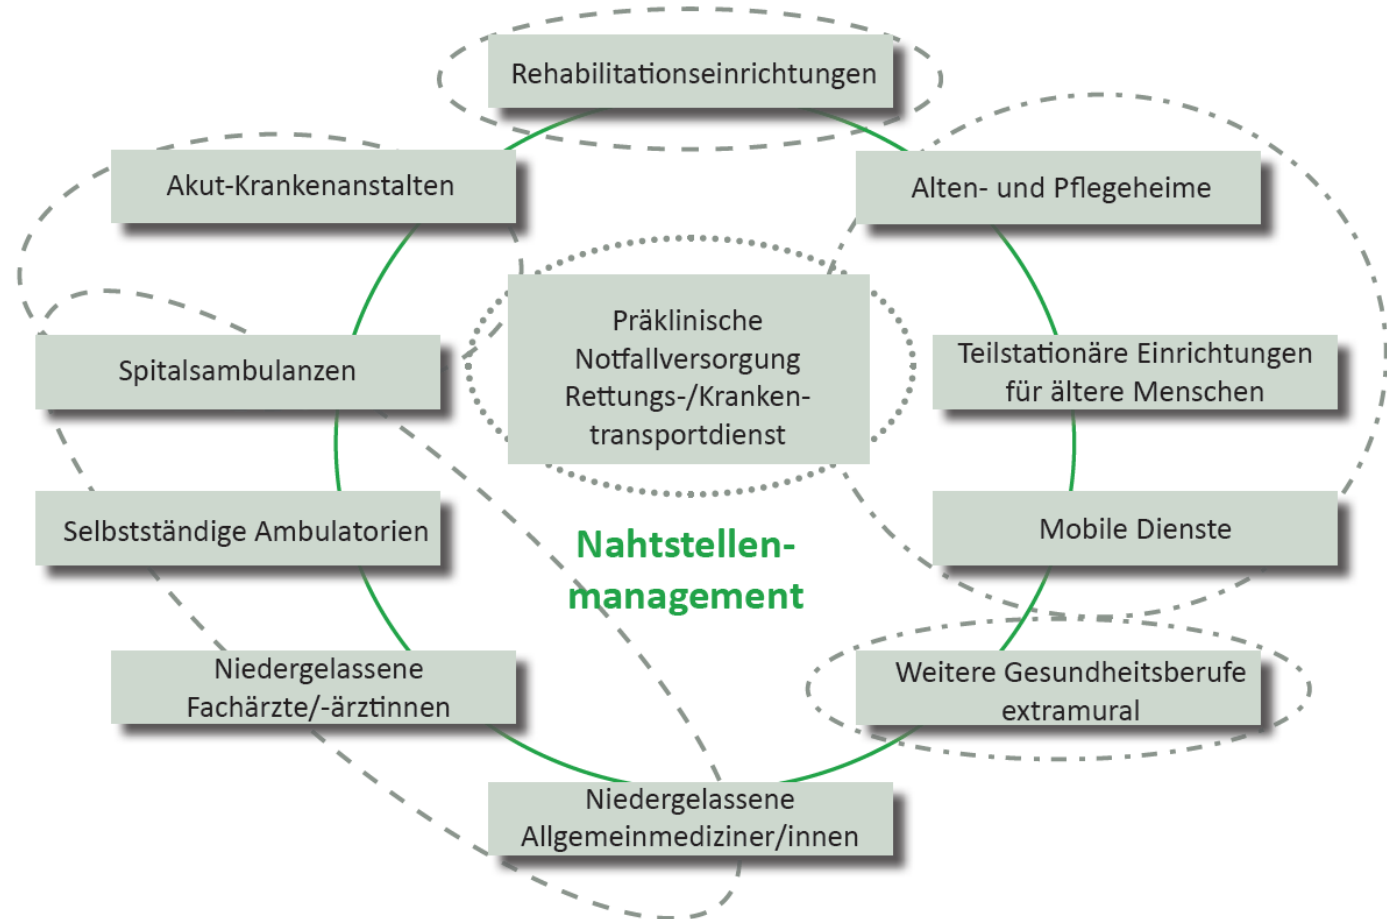 Rehabilitationseinrichtungen
Akut-Krankenanstalten
Alten- und Pflegeheime
Präklinische
Notfallversorgung
Rettungs-/Kranken-
transportdienst
Spitalsambulanzen
Teilstationäre Einrichtungen
für ältere Menschen
Selbstständige Ambulatorien
Mobile Dienste
Nahtstellen-
management
Niedergelassene
Fachärzte/-ärztinnen
Weitere Gesundheitsberufe
extramural
Niedergelassene
Allgemeinmediziner/innen